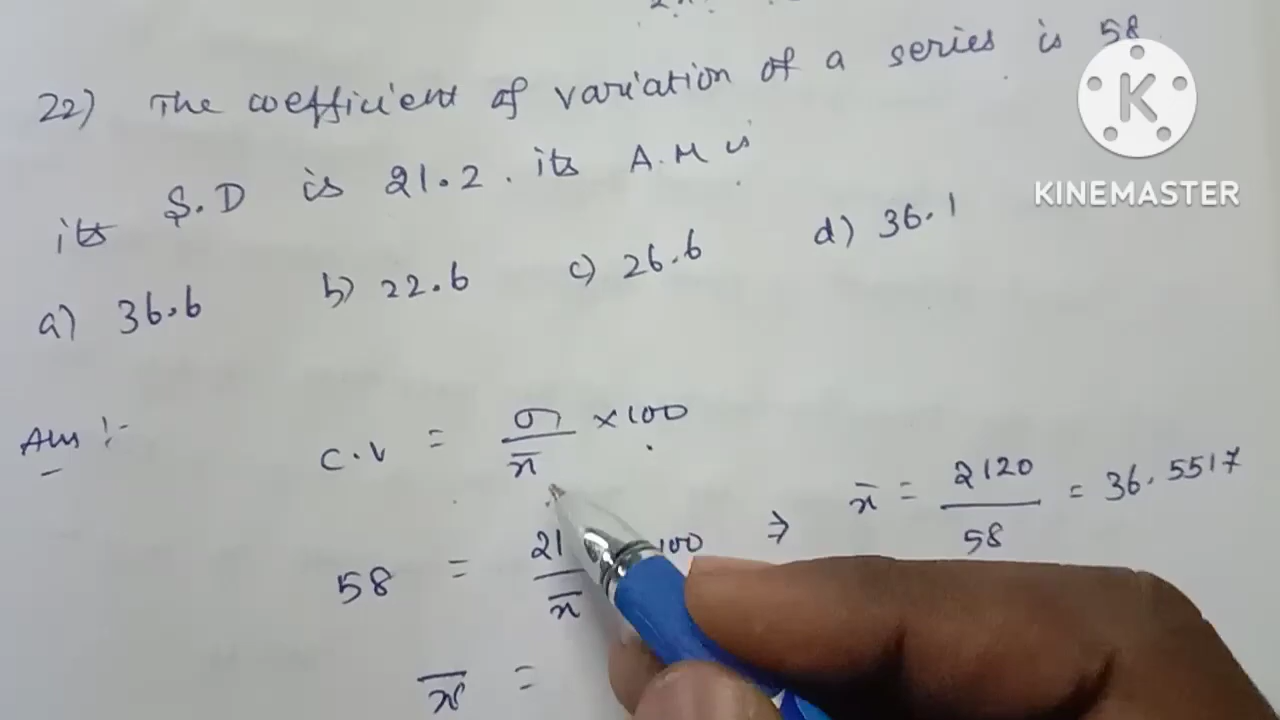 22) The coefficient of variation of a series is 58
its S.D is 21.2. its A.M is
a) 36.6 b) 22.6 c) 26.6 d) 36.1
Ans :-
C.V = σ/x̄ ×100
58 = 21 /x̄ 100 ⇒ x̄ = 2120/58 = 36.5517
x̄ =
K
KINEMASTER